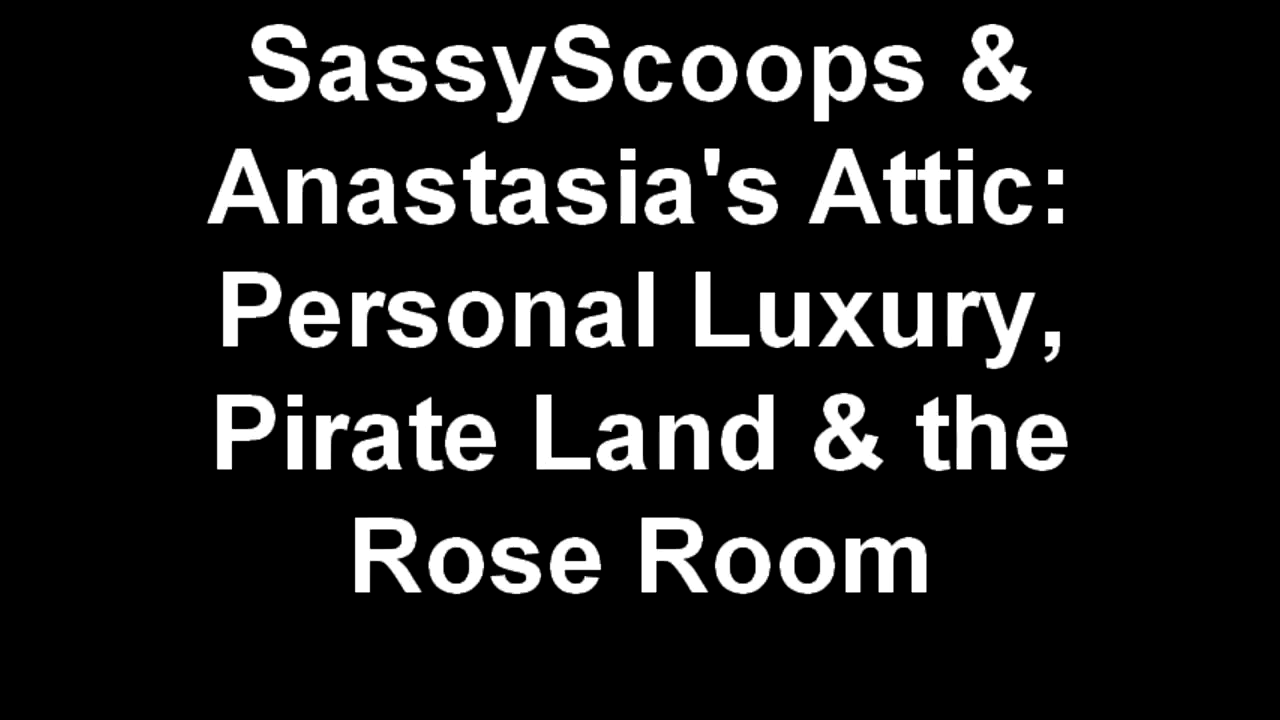 SassyScoops &
Anastasia's Attic:
Personal Luxury,
Pirate Land & the
Rose Room